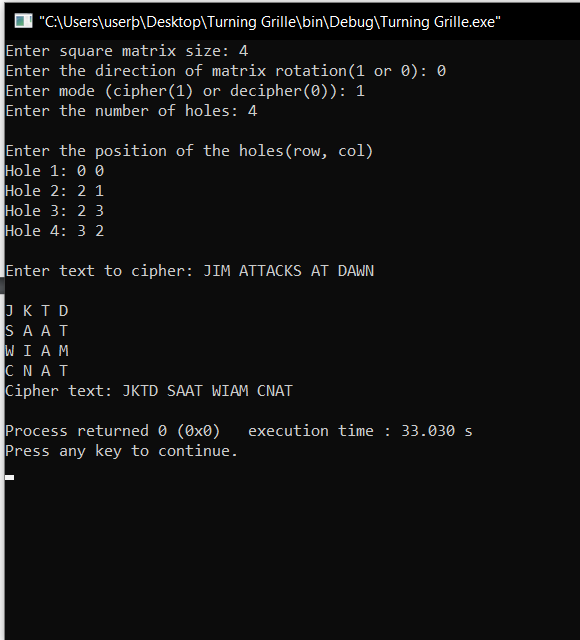 "C:\Users\userþ\Desktop\Turning Grille\bin\Debug\Turning Grille.exe"
Enter square matrix size: 4
Enter the direction of matrix rotation(1 or 0): 0
Enter mode (cipher(1) or decipher(0)): 1
Enter the number of holes: 4
Enter the position of the holes(row, col)
Hole 1: 0 0
Hole 2: 2 1
Hole 3: 2 3
Hole 4: 3 2
Enter text to cipher: JIM ATTACKS AT DAWN
J K T D
S A A T
W I A M
C N A T
Cipher text: JKTD SAAT WIAM CNAT
Process returned 0 (0x0)   execution time : 33.030 s
Press any key to continue.